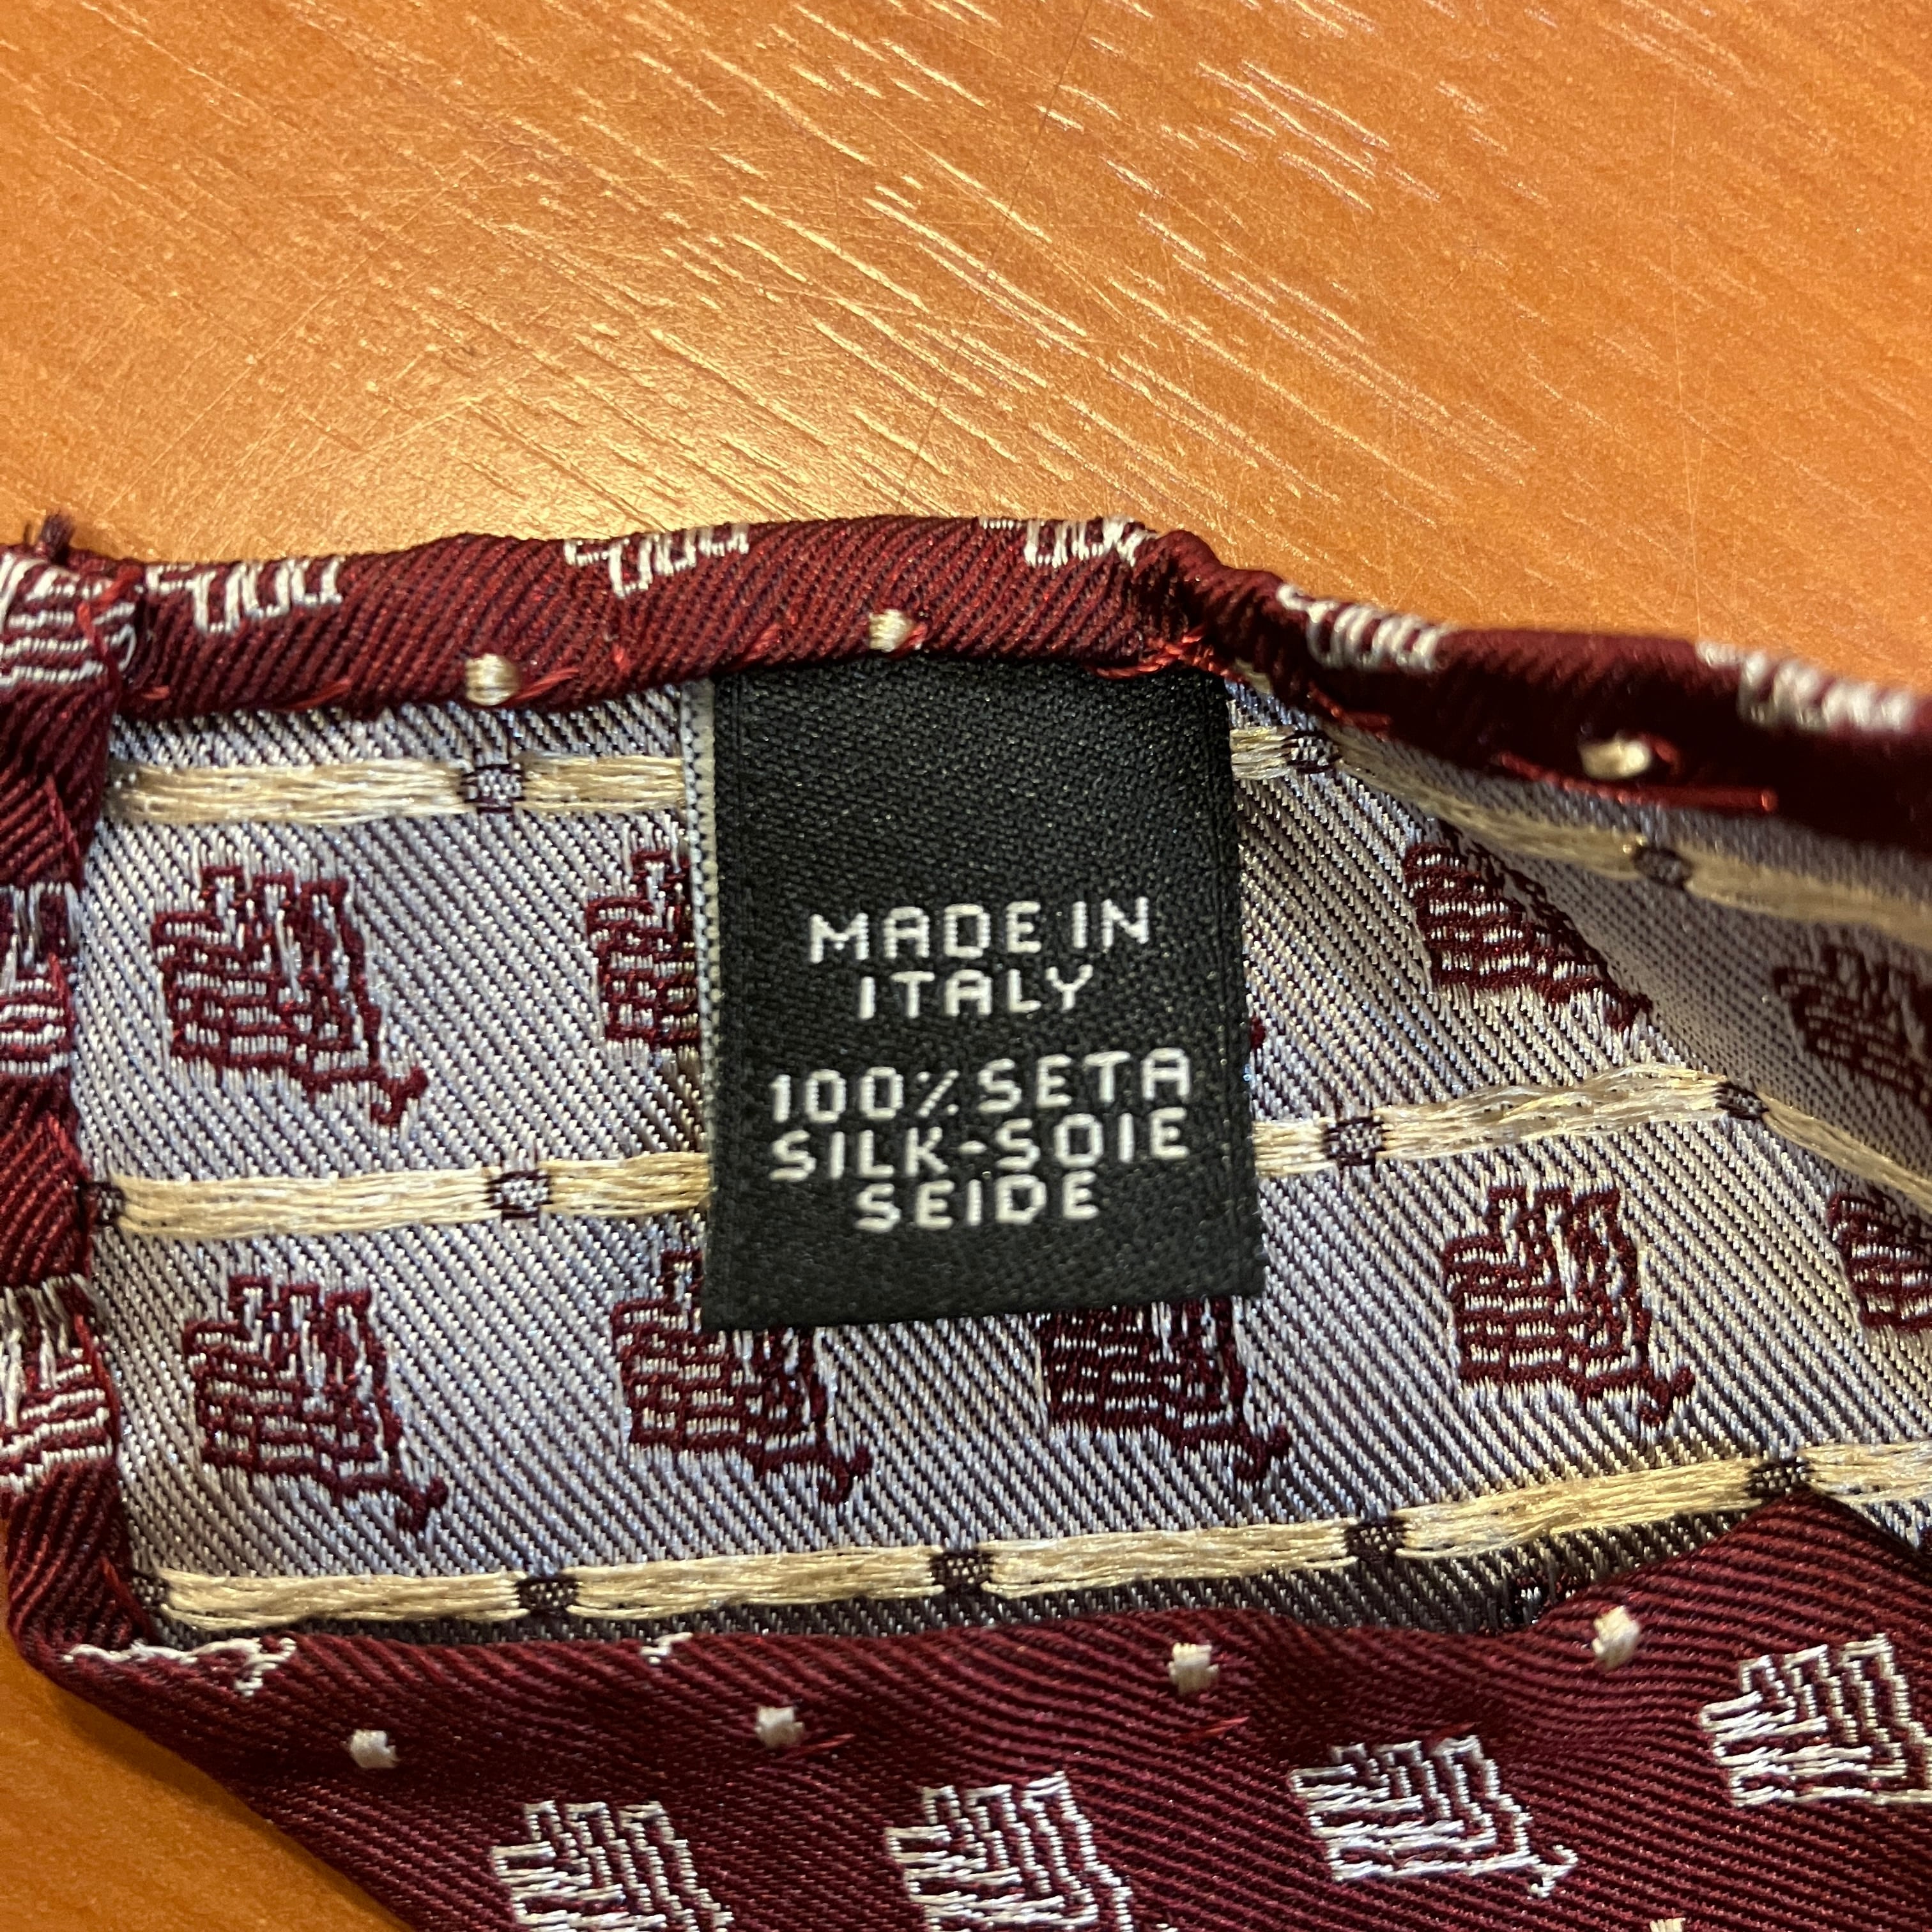 MADE IN
ITALY
100% SETA
SILK-SOIE
SEIDE